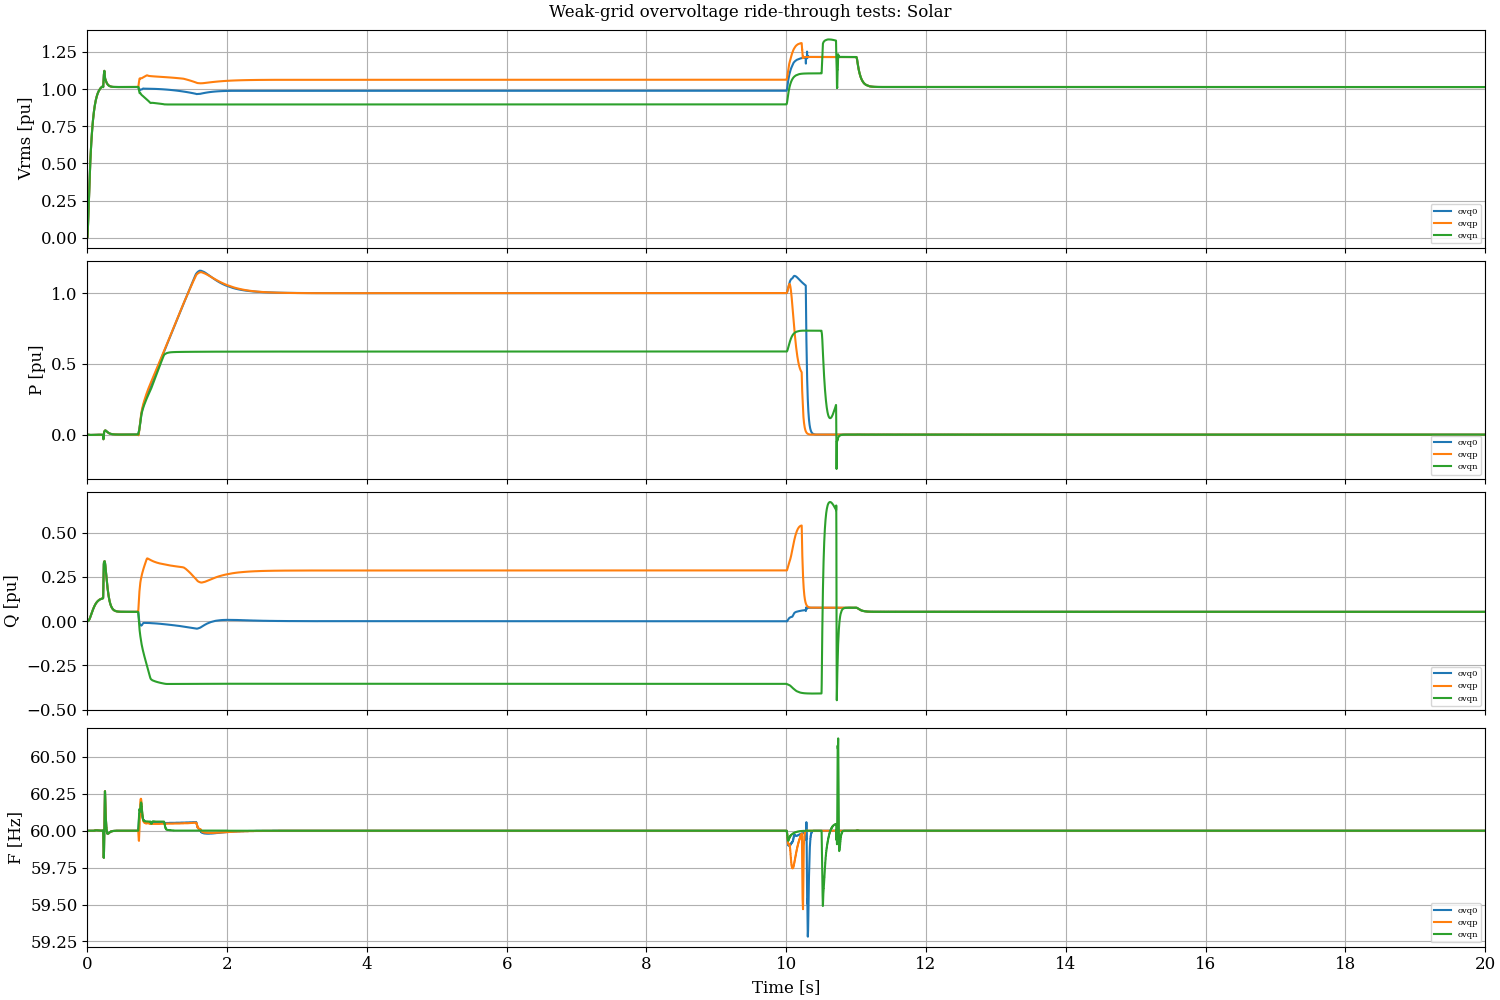 Weak-grid overvoltage ride-through tests: Solar
Vrms [pu]
1.25
1.00
0.75
0.50
0.25
0.00
ovq0
ovqp
ovqn
P [pu]
1.0
0.5
0.0
ovq0
ovqp
ovqn
Q [pu]
0.50
0.25
0.00
−0.25
−0.50
ovq0
ovqp
ovqn
F [Hz]
60.50
60.25
60.00
59.75
59.50
59.25
ovq0
ovqp
ovqn
0 2 4 6 8 10 12 14 16 18 20
Time [s]